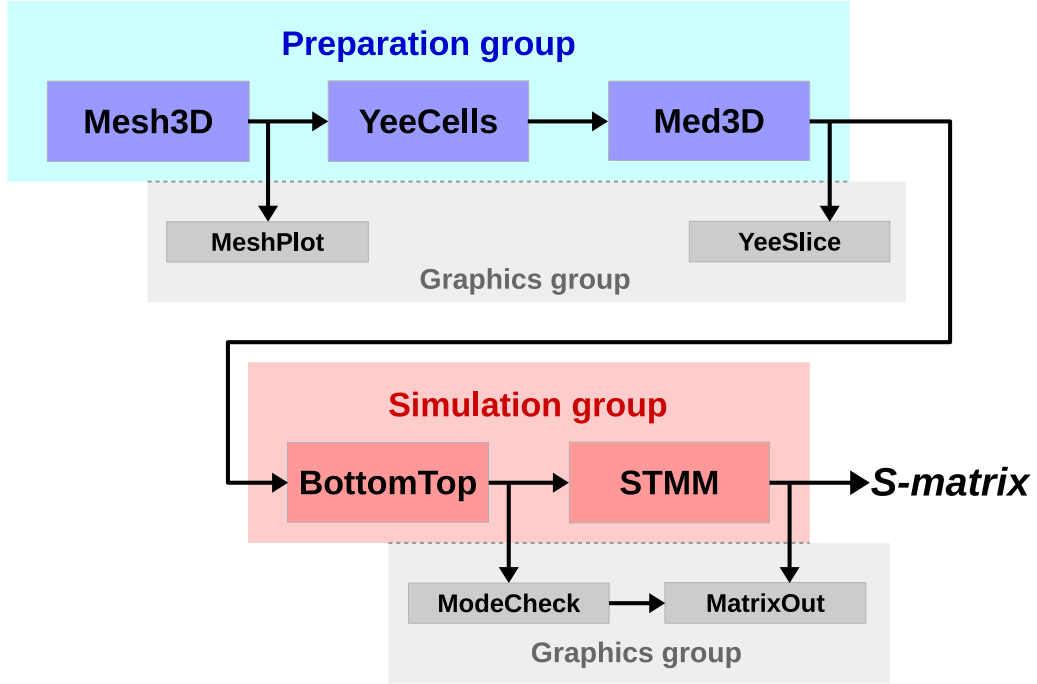 Preparation group
Mesh3D
YeeCells
Med3D
MeshPlot
YeeSlice
Graphics group
Simulation group
BottomTop
STMM
S-matrix
ModeCheck
MatrixOut
Graphics group